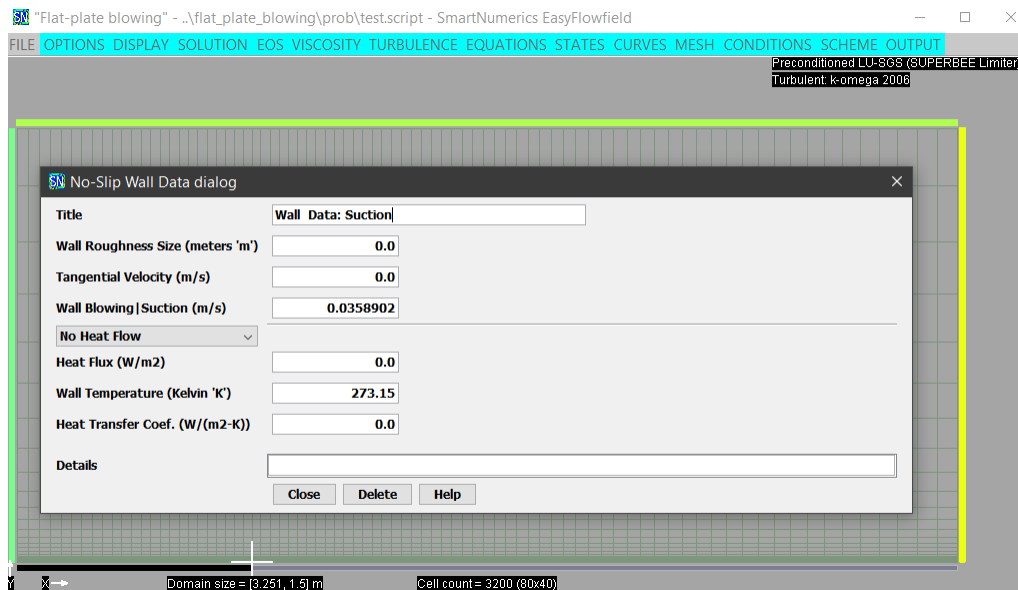 "Flat-plate blowing" - ..\flat_plate_blowing\prob\test.script - SmartNumerics EasyFlowfield
FILE OPTIONS DISPLAY SOLUTION EOS VISCOSITY TURBULENCE EQUATIONS STATES CURVES MESH CONDITIONS SCHEME OUTPUT
Preconditioned LU-SGS (SUPERBEE Limiter
Turbulent: k-omega 2006
SN No-Slip Wall Data dialog
Title Wall Data: Suction
Wall Roughness Size (meters 'm') 0.0
Tangential Velocity (m/s) 0.0
Wall Blowing|Suction (m/s) 0.0358902
No Heat Flow
Heat Flux (W/m2) 0.0
Wall Temperature (Kelvin 'K') 273.15
Heat Transfer Coef. (W/(m2-K)) 0.0
Details
Close Delete Help
Y X Domain size = [3.251, 1.5] m Cell count = 3200 (80x40)